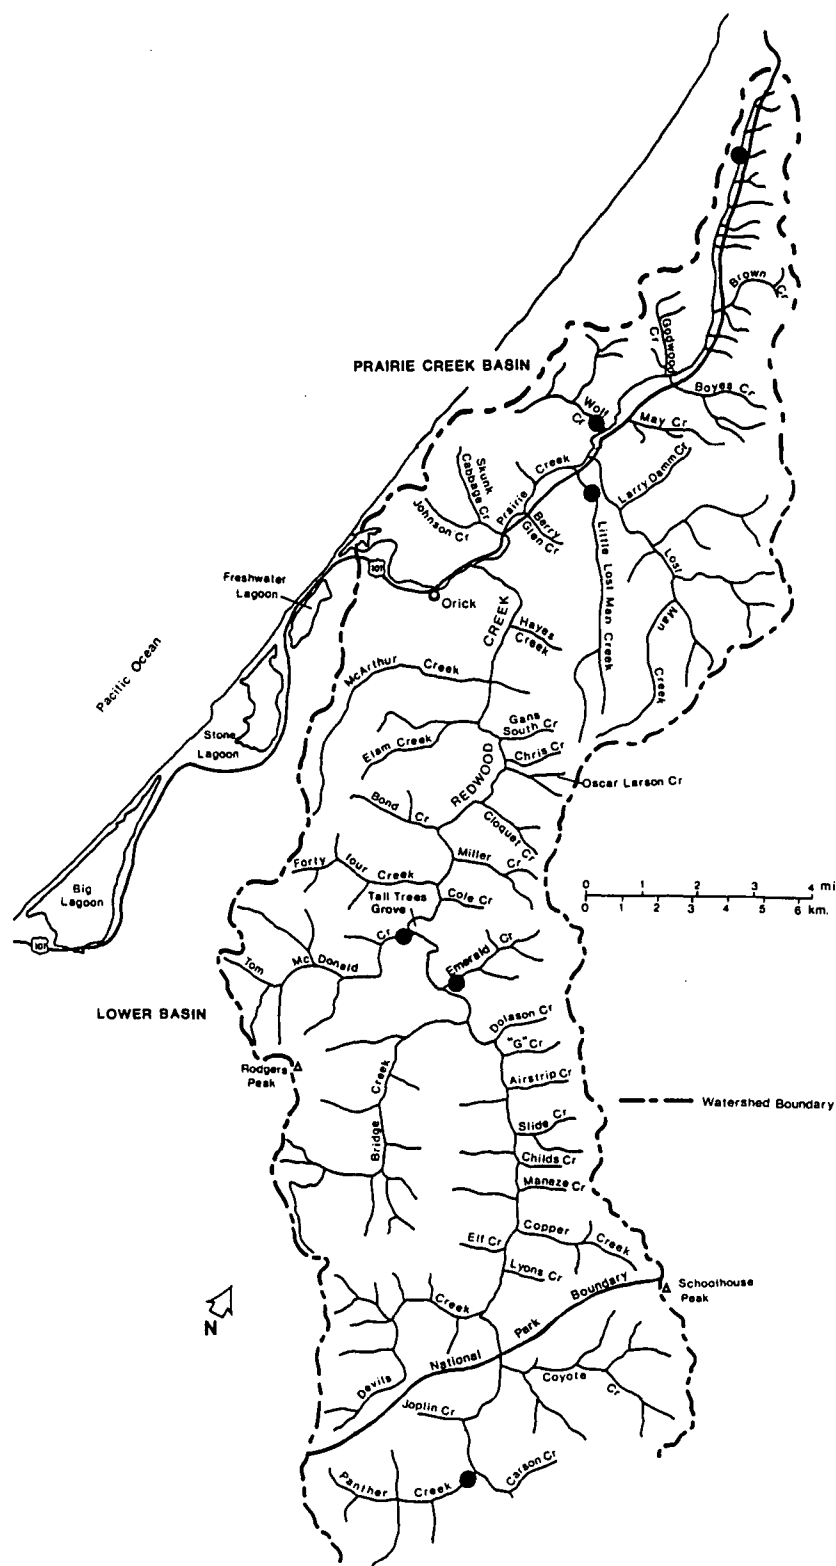 Brown Cr
Godwood Cr
PRAIRIE CREEK BASIN
Boyes Cr
Wolf Cr
May Cr
Skunk Cabbage Cr
Prairie Creek
Larry Damm Cr
Johnson Cr
Berry Glen Cr
Little Lost Man Creek
Lost Man Creek
101
Freshwater
Lagoon
Orick
REDWOOD CREEK
Hayes
Creek
Pacific Ocean
McArthur Creek
Stone
Lagoon
Gans
South Cr
Elam Creek
Chris Cr
Oscar Larson Cr
Bond Cr
Cloquet Cr
Miller Cr
Forty four Creek
Big
Lagoon
Tall Trees
Grove
Cole Cr
0 1 2 3 4 mi
0 1 2 3 4 5 6 km.
101
Tom McDonald Cr
Emerald Cr
LOWER BASIN
Dolason Cr
"G" Cr
Rodgers
Peak
Airstrip Cr
Bridge Creek
Watershed Boundary
Slide Cr
Childs Cr
Maneze Cr
Copper Creek
Elf Cr
Lyons Cr
Schoolhouse
Peak
N
Devils Creek
National Park Boundary
Coyote Cr
Joplin Cr
Panther Creek
Carson Cr